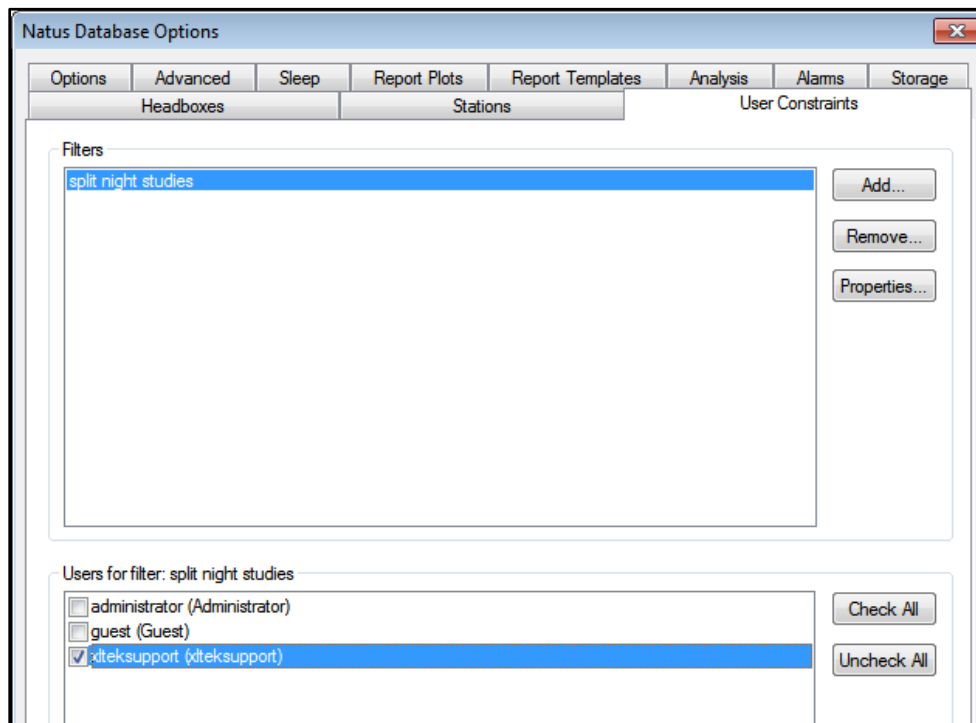 Natus Database Options
Options Advanced Sleep Report Plots Report Templates Analysis Alarms Storage
Headboxes Stations User Constraints
Filters
split night studies
Add...
Remove...
Properties...
Users for filter: split night studies
administrator (Administrator)
guest (Guest)
xlteksupport (xlteksupport)
Check All
Uncheck All